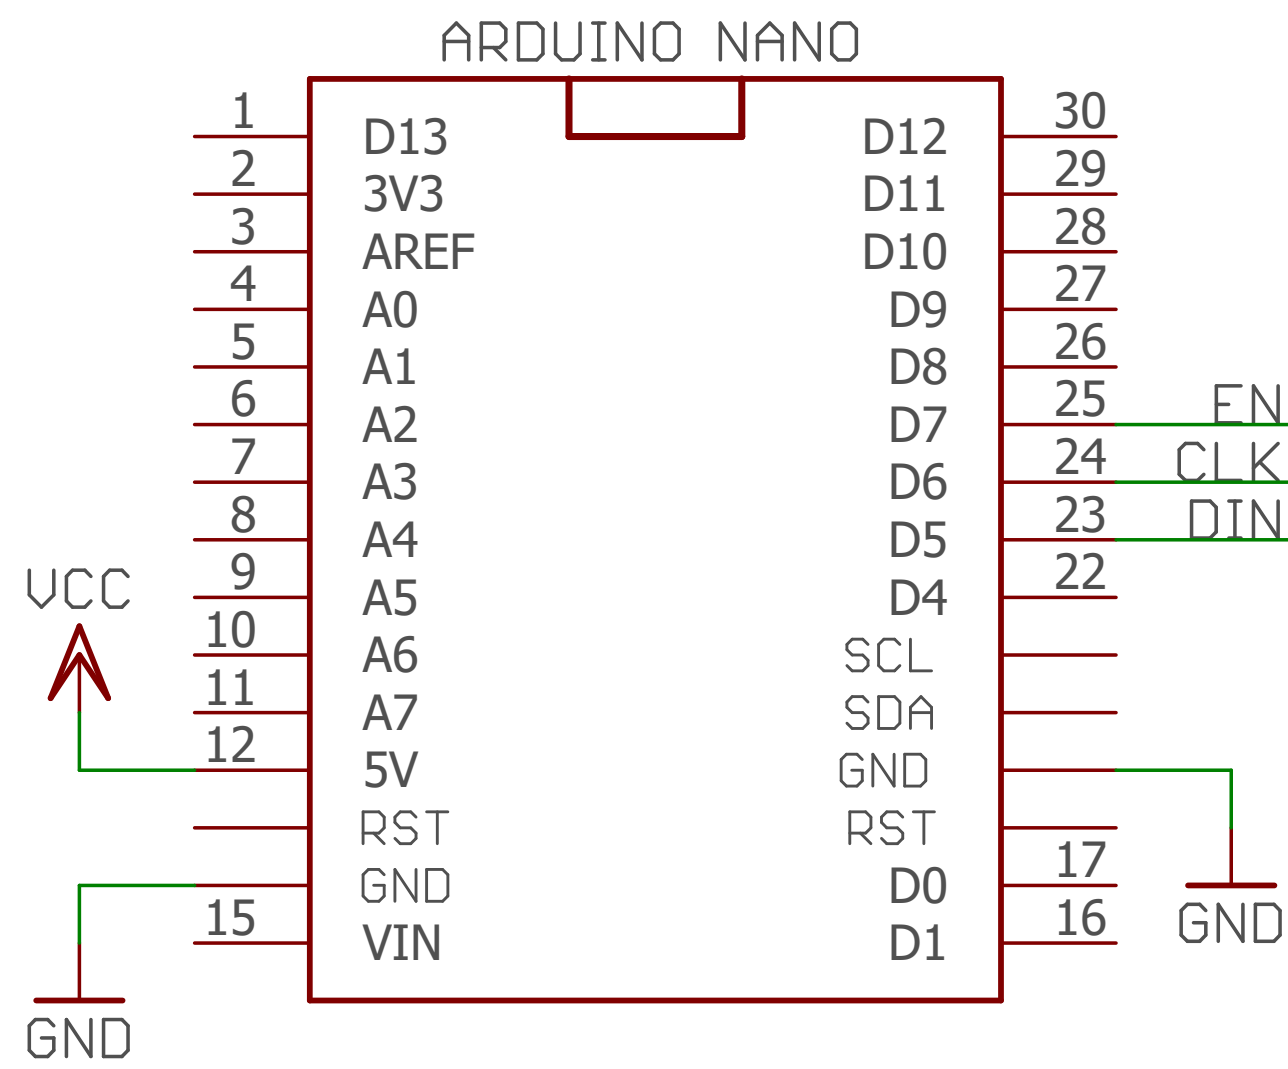 ARDUINO NANO
1 D13 D12 30
2 3V3 D11 29
3 AREF D10 28
4 A0 D9 27
5 A1 D8 26
6 A2 D7 25 EN
7 A3 D6 24 CLK
8 A4 D5 23 DIN
9 A5 D4 22
VCC
10 A6 SCL
11 A7 SDA
12 5V GND
RST RST
GND D0 17
15 VIN D1 16
GND
GND